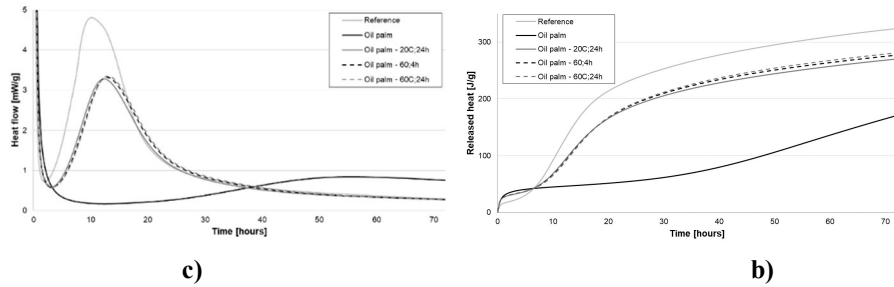 Heat flow [mW/g]
5
4
3
2
1
0
0 10 20 30 40 50 60 70
Time [hours]
Reference
Oil palm
Oil palm - 20C;24h
Oil palm - 60;4h
Oil palm - 60C;24h
c)
Released heat [J/g]
300
200
100
0
0 10 20 30 40 50 60 70
Time [hours]
Reference
Oil palm
Oil palm - 20C;24h
Oil palm - 60;4h
Oil palm - 60C;24h
b)